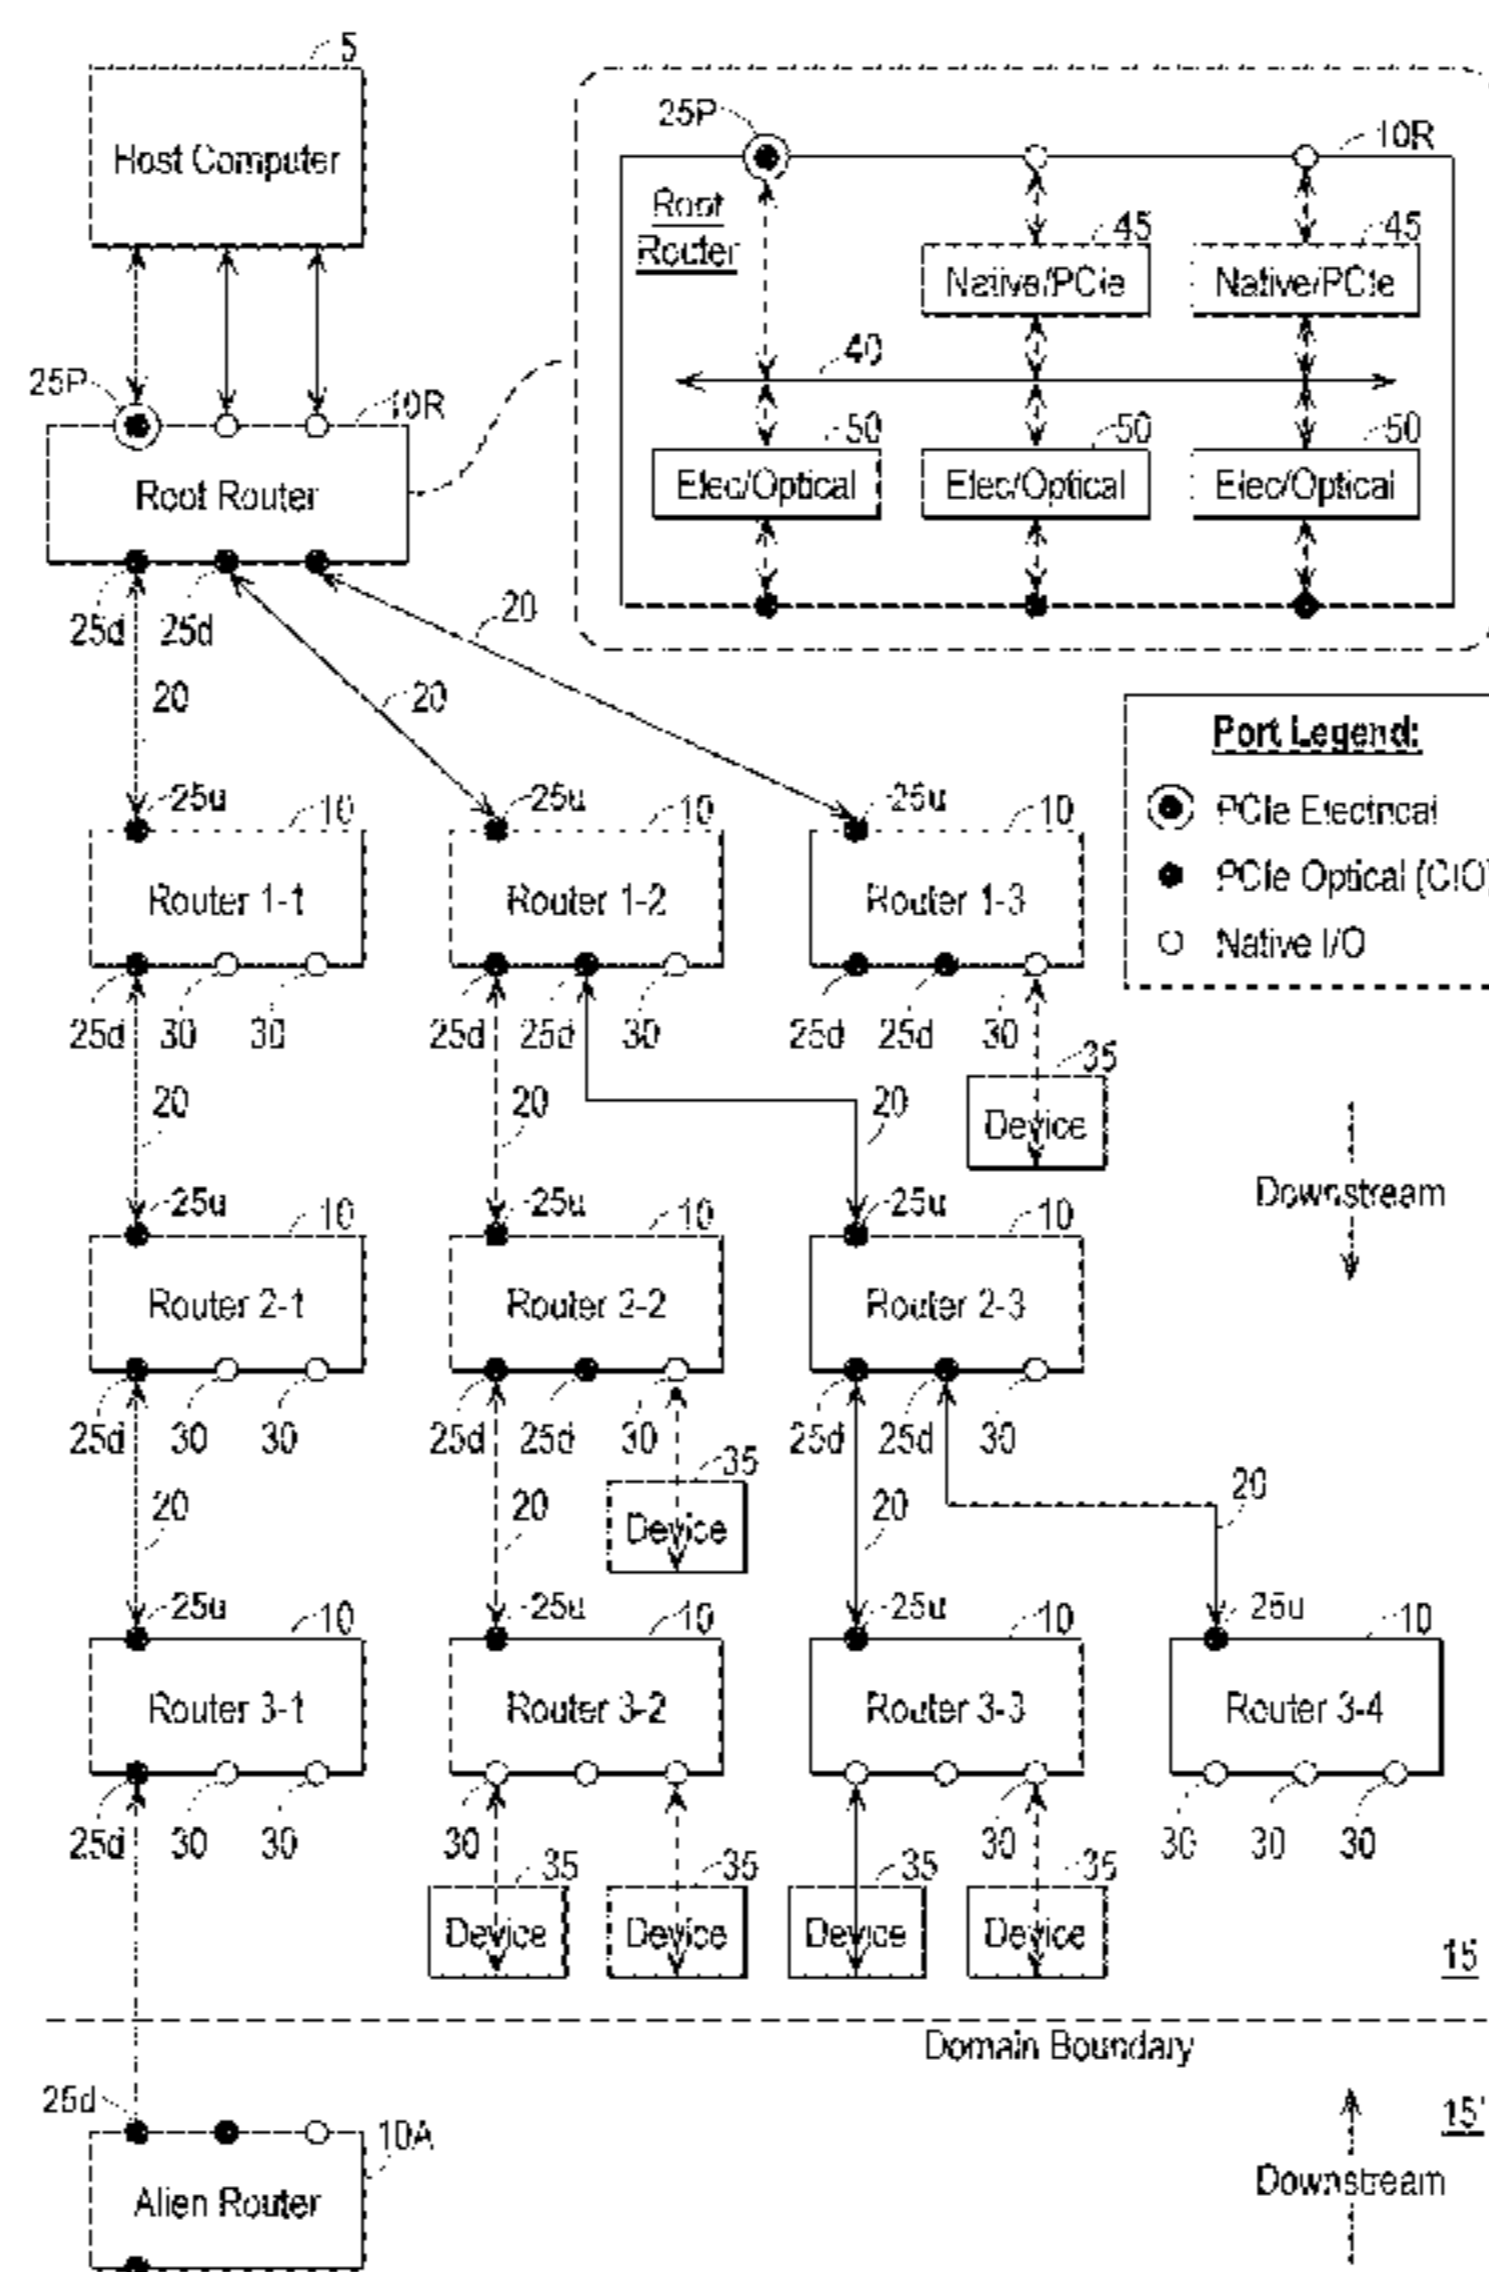 5
Host Computer
25P
10R
Root
Router
45
45
Native/PCIe
Native/PCIe
40
25P
10R
50
50
50
Root Router
Elec/Optical
Elec/Optical
Elec/Optical
25d
25d
20
20
20
Port Legend:
PCIe Electrical
PCIe Optical (CIO)
Native I/O
25u
10
25u
10
25u
10
Router 1-1
Router 1-2
Router 1-3
25d
30
30
25d
25d
30
25d
25d
30
35
20
20
20
Device
Downstream
25u
10
25u
10
25u
10
Router 2-1
Router 2-2
Router 2-3
25d
30
30
25d
25d
30
25d
25d
30
35
20
20
20
20
Device
25u
10
25u
10
25u
10
25u
10
Router 3-1
Router 3-2
Router 3-3
Router 3-4
25d
30
30
30
30
30
30
30
35
35
35
35
Device
Device
Device
Device
15
Domain Boundary
25d
10A
15'
Alien Router
Downstream